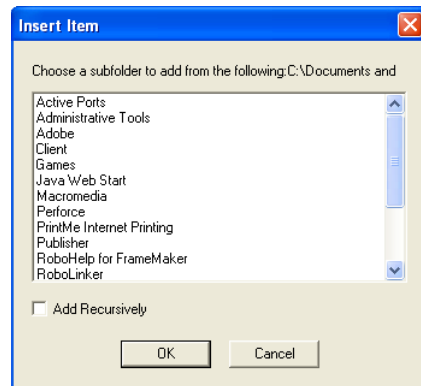 Insert Item
Choose a subfolder to add from the following:C:\Documents and
Active Ports
Administrative Tools
Adobe
Client
Games
Java Web Start
Macromedia
Perforce
PrintMe Internet Printing
Publisher
RoboHelp for FrameMaker
RoboLinker
Add Recursively
OK Cancel